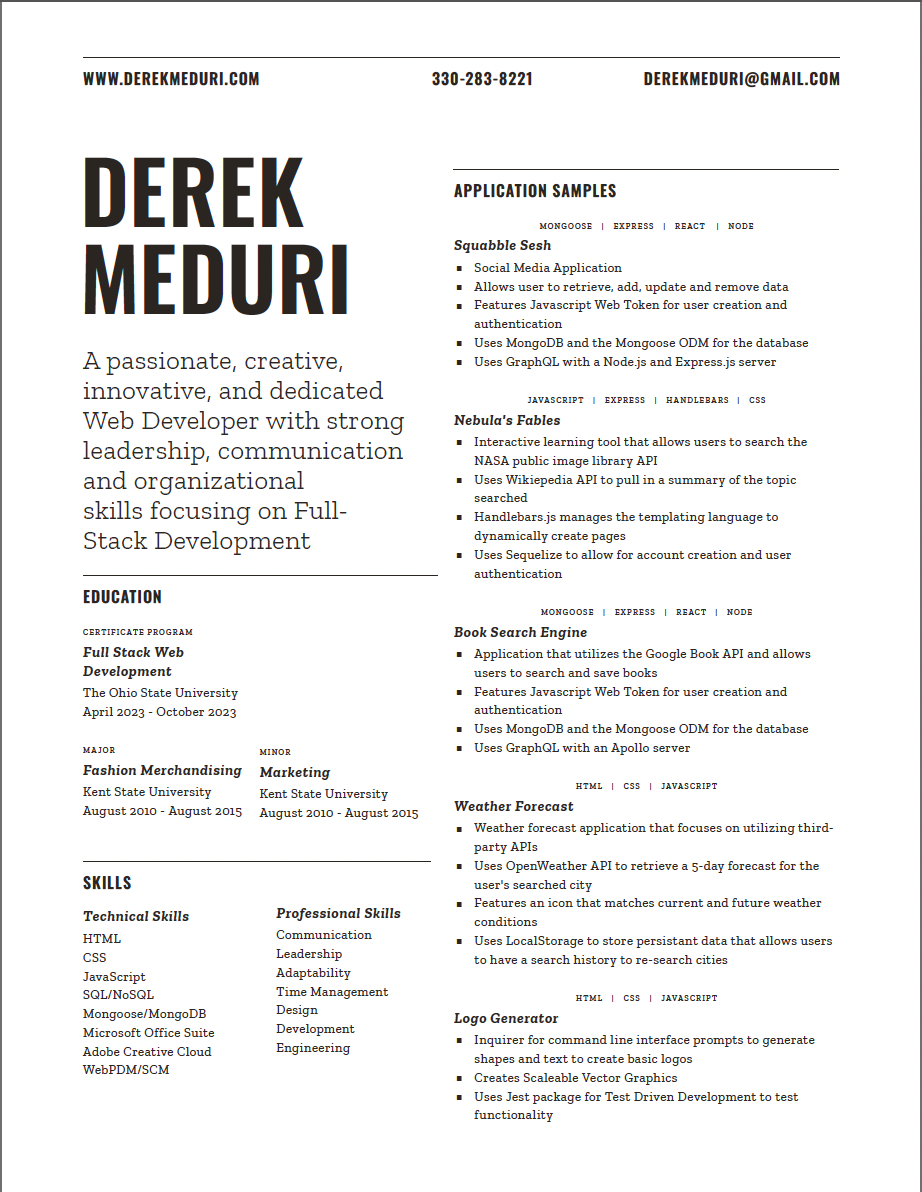 WWW.DEREKMEDURI.COM
330-283-8221
DEREKMEDURI@GMAIL.COM
DEREK
MEDURI
A passionate, creative,
innovative, and dedicated
Web Developer with strong
leadership, communication
and organizational
skills focusing on Full-
Stack Development
EDUCATION
CERTIFICATE PROGRAM
Full Stack Web
Development
The Ohio State University
April 2023 - October 2023
MAJOR
Fashion Merchandising
Kent State University
August 2010 - August 2015
MINOR
Marketing
Kent State University
August 2010 - August 2015
SKILLS
Technical Skills
HTML
CSS
JavaScript
SQL/NoSQL
Mongoose/MongoDB
Microsoft Office Suite
Adobe Creative Cloud
WebPDM/SCM
Professional Skills
Communication
Leadership
Adaptability
Time Management
Design
Development
Engineering
APPLICATION SAMPLES
MONGOOSE | EXPRESS | REACT | NODE
Squabble Sesh
▪ Social Media Application
▪ Allows user to retrieve, add, update and remove data
▪ Features Javascript Web Token for user creation and
authentication
▪ Uses MongoDB and the Mongoose ODM for the database
▪ Uses GraphQL with a Node.js and Express.js server
JAVASCRIPT | EXPRESS | HANDLEBARS | CSS
Nebula's Fables
▪ Interactive learning tool that allows users to search the
NASA public image library API
▪ Uses Wikiepedia API to pull in a summary of the topic
searched
▪ Handlebars.js manages the templating language to
dynamically create pages
▪ Uses Sequelize to allow for account creation and user
authentication
MONGOOSE | EXPRESS | REACT | NODE
Book Search Engine
▪ Application that utilizes the Google Book API and allows
users to search and save books
▪ Features Javascript Web Token for user creation and
authentication
▪ Uses MongoDB and the Mongoose ODM for the database
▪ Uses GraphQL with an Apollo server
HTML | CSS | JAVASCRIPT
Weather Forecast
▪ Weather forecast application that focuses on utilizing third-
party APIs
▪ Uses OpenWeather API to retrieve a 5-day forecast for the
user's searched city
▪ Features an icon that matches current and future weather
conditions
▪ Uses LocalStorage to store persistant data that allows users
to have a search history to re-search cities
HTML | CSS | JAVASCRIPT
Logo Generator
▪ Inquirer for command line interface prompts to generate
shapes and text to create basic logos
▪ Creates Scaleable Vector Graphics
▪ Uses Jest package for Test Driven Development to test
functionality